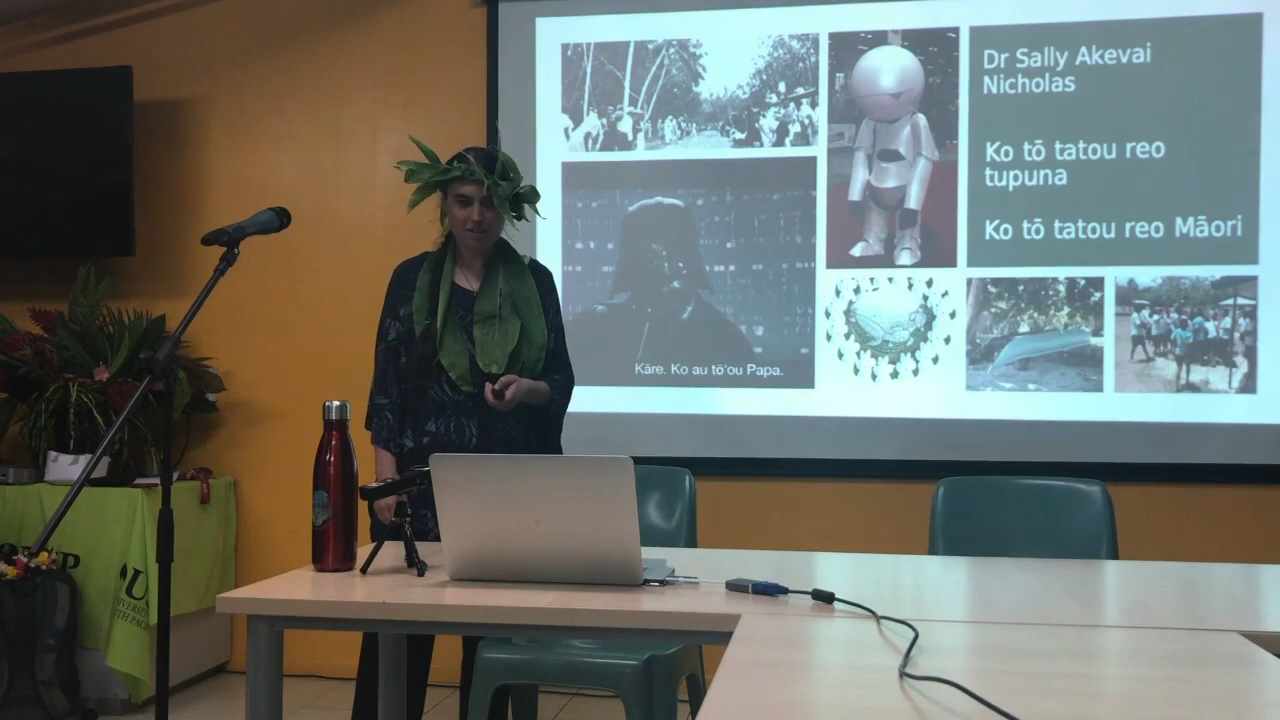 Dr Sally Akevai
Nicholas
Ko tō tatou reo
tupuna
Ko tō tatou reo Māori
Kāre. Ko au tō‘ou Papa.